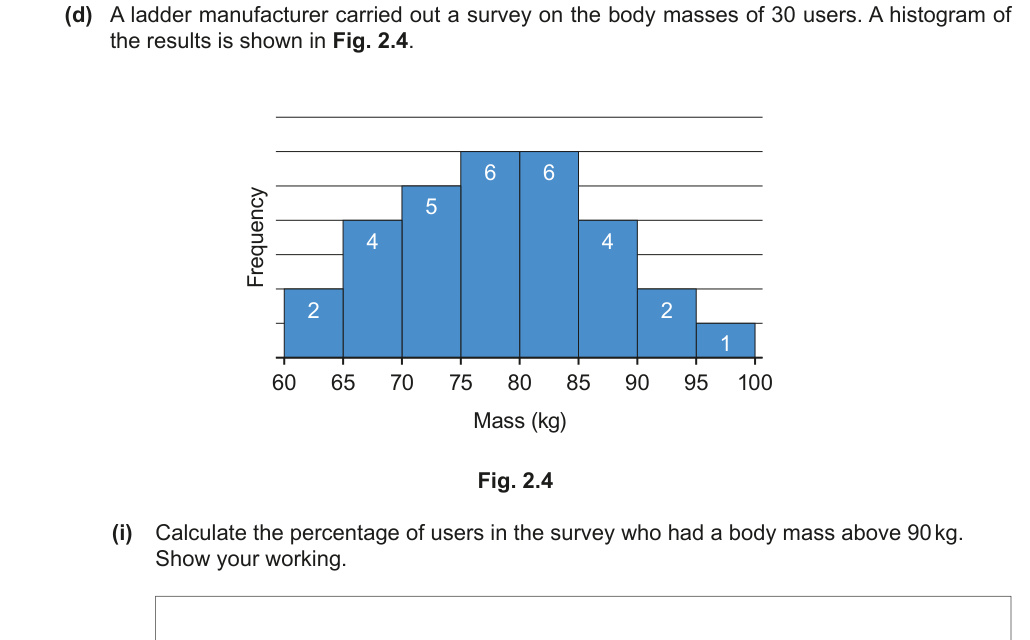 (d) A ladder manufacturer carried out a survey on the body masses of 30 users. A histogram of
the results is shown in Fig. 2.4.
6 6
5
4 4
2 2
1
Frequency
60 65 70 75 80 85 90 95 100
Mass (kg)
Fig. 2.4
(i) Calculate the percentage of users in the survey who had a body mass above 90 kg.
Show your working.